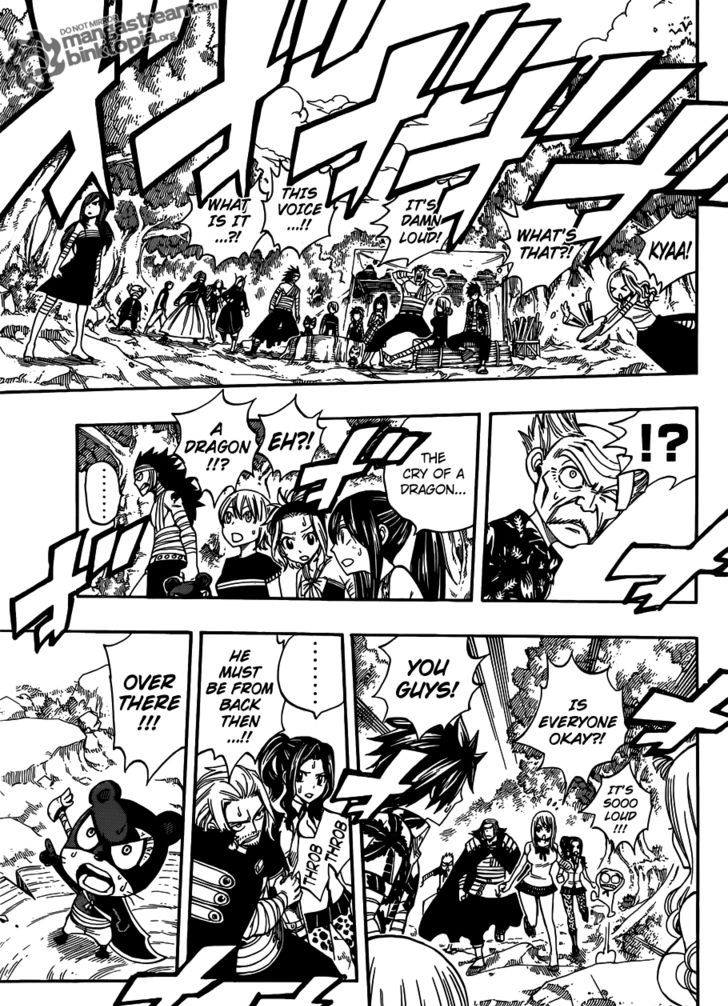 DO NOT MIRROR
mangastream.com
binktopia.org
KYAA!
WHAT'S
THAT?!
IT'S
DAMN
LOUD!
THIS
VOICE
...!!
WHAT
IS IT
...?!
!?
THE
CRY OF A
DRAGON...
EH?!
A
DRAGON
!!?
......
IS
EVERYONE
OKAY?!
IT'S
SOOO
LOUD
!!!
YOU
GUYS!
......
HE
MUST
BE FROM
BACK
THEN
...!!
THROB
THROB
OVER
THERE
!!!